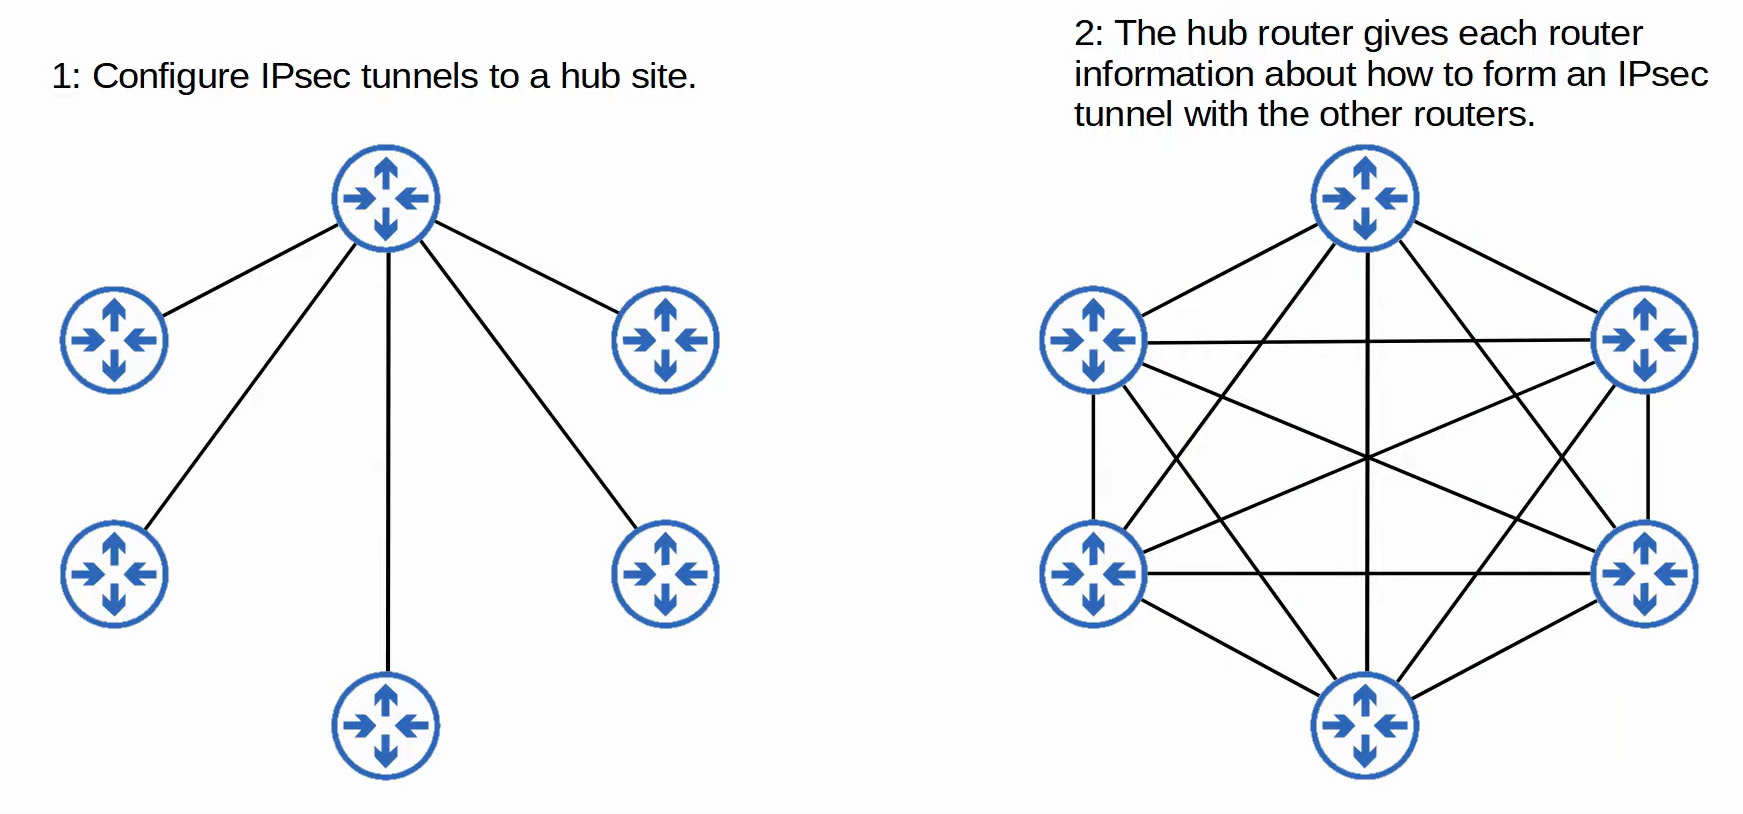 1: Configure IPsec tunnels to a hub site.
2: The hub router gives each router
information about how to form an IPsec
tunnel with the other routers.